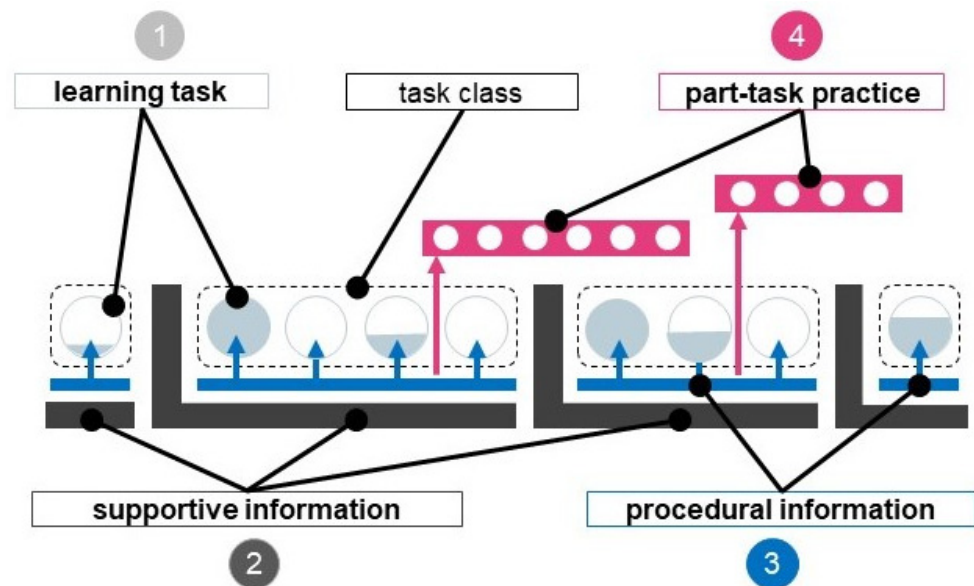 1
4
learning task
task class
part-task practice
supportive information
procedural information
2
3